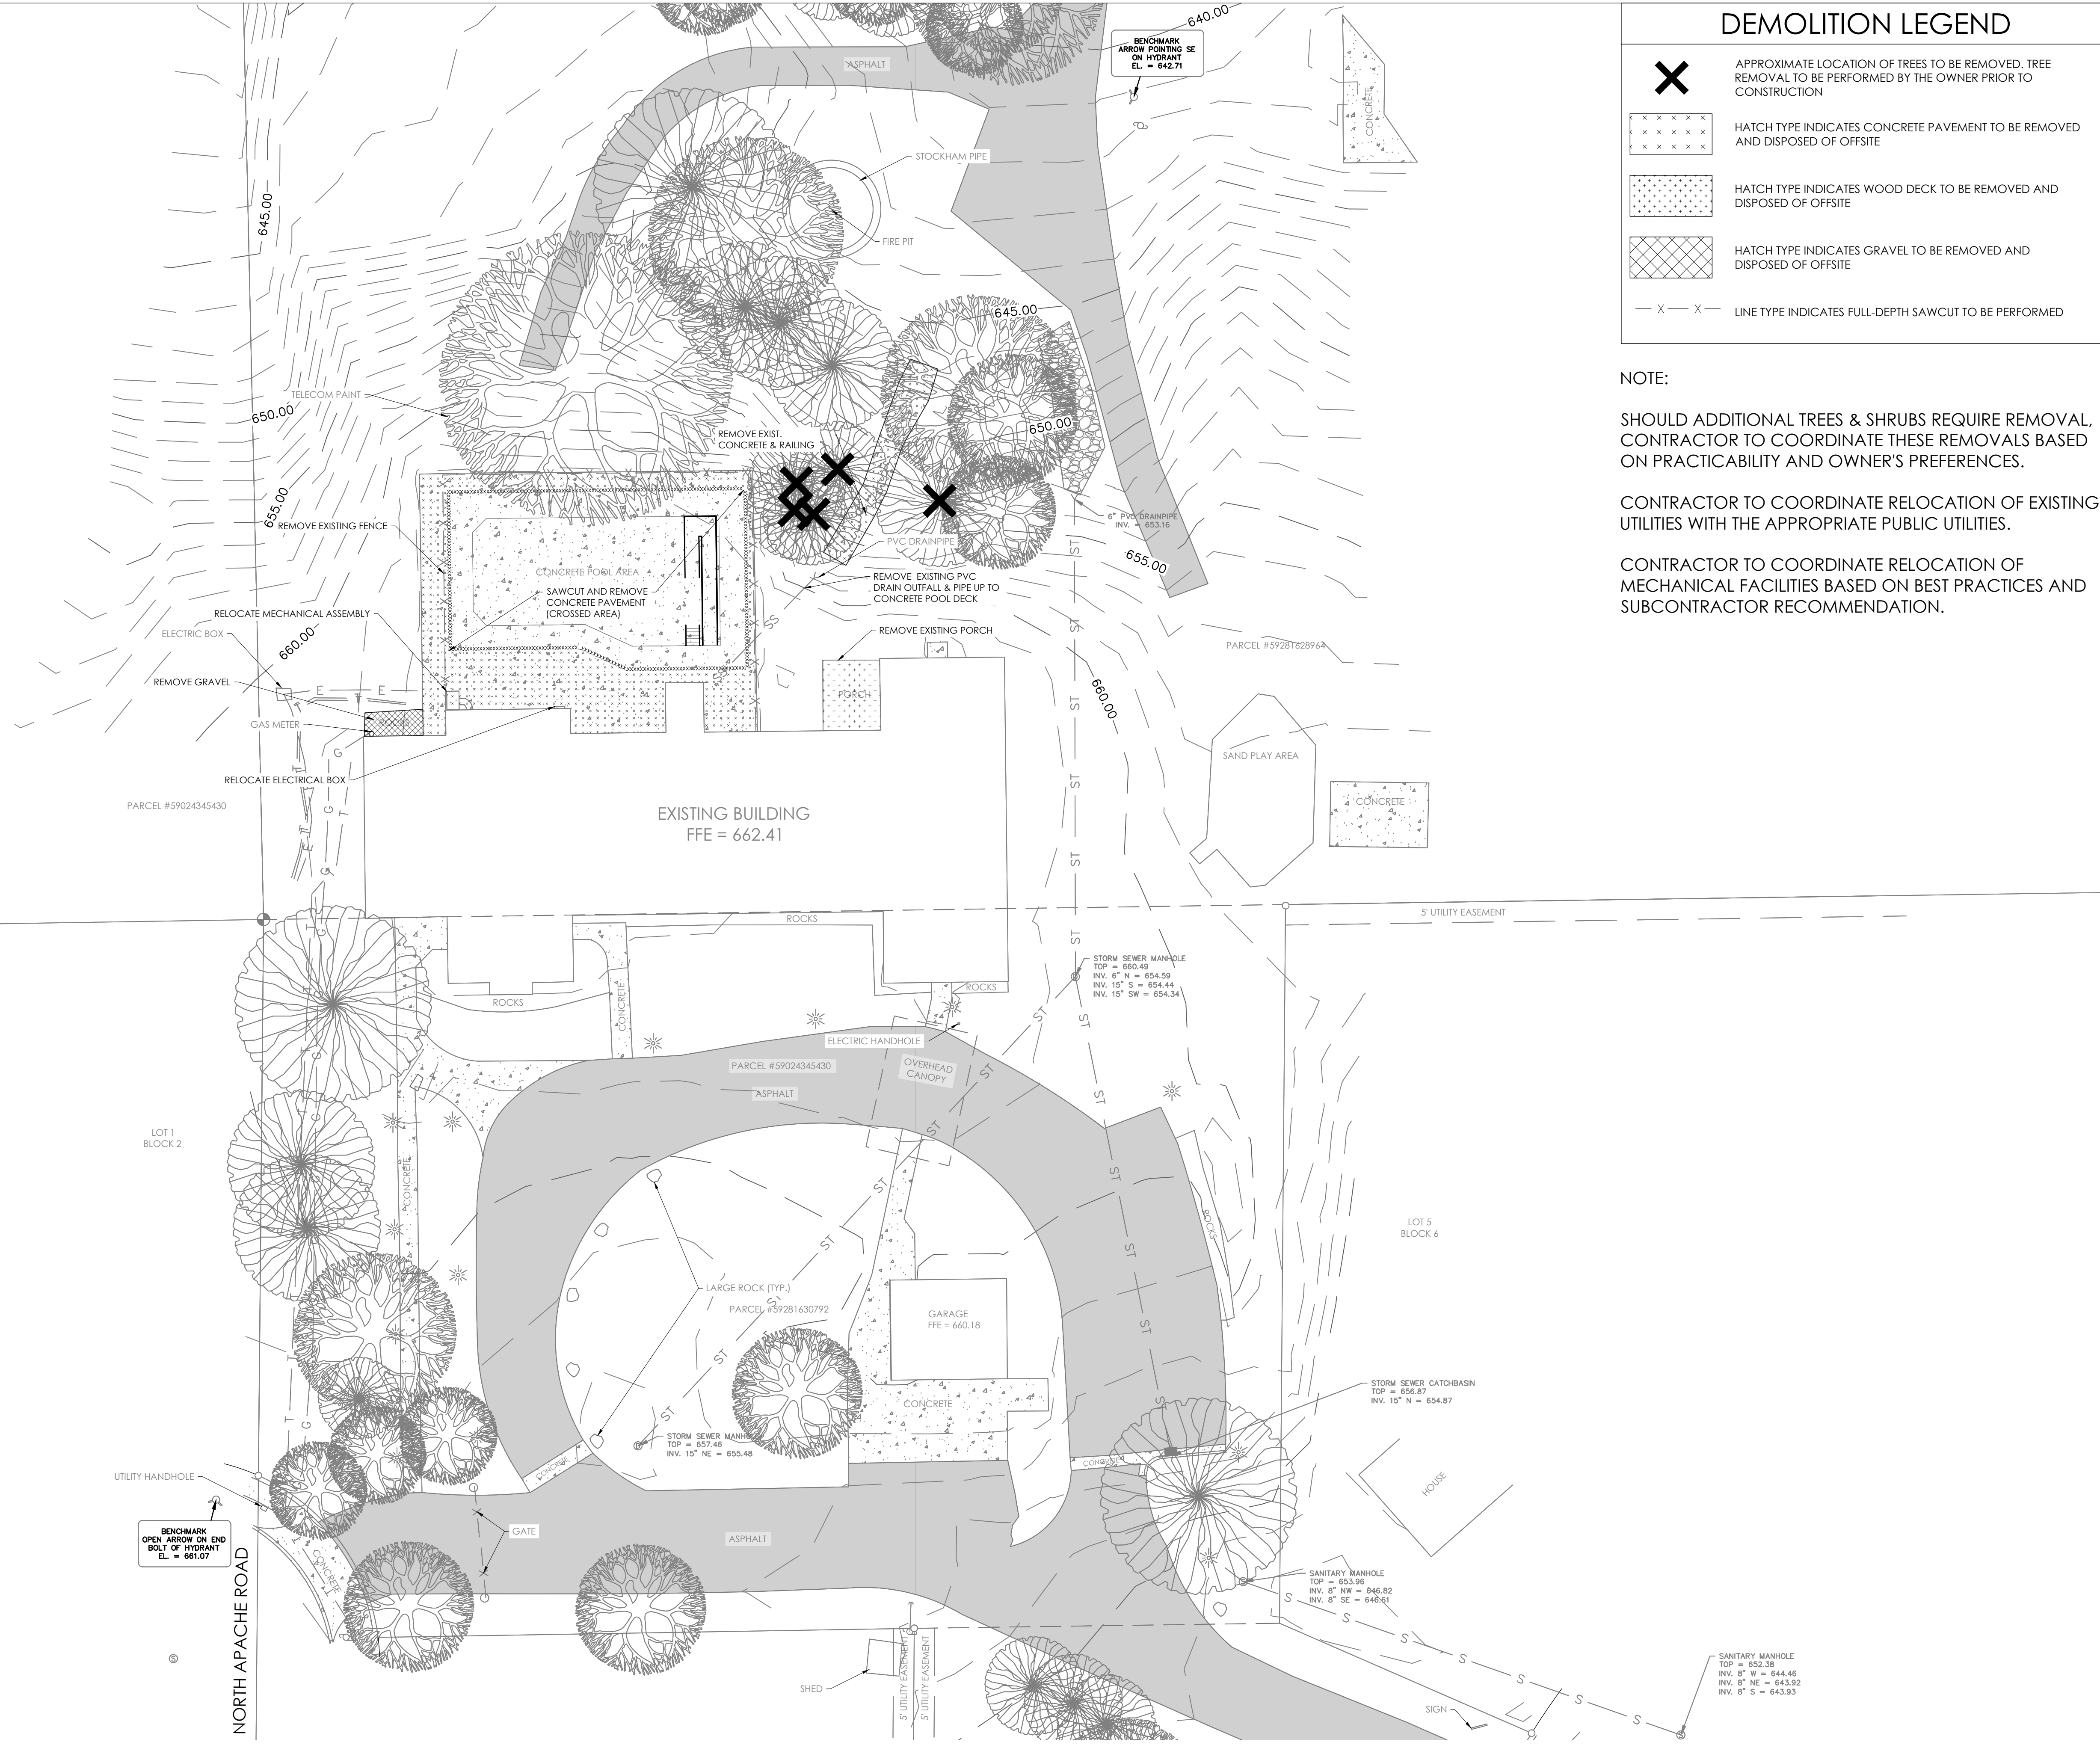 640.00
BENCHMARK
ARROW POINTING SE
ON HYDRANT
EL. = 642.71
ASPHALT
CONCRETE
STOCKHAM PIPE
645.00
FIRE PIT
645.00
TELECOM PAINT
650.00
650.00
REMOVE EXIST.
CONCRETE & RAILING
655.00
REMOVE EXISTING FENCE
6" PVC DRAINPIPE
INV. = 653.16
PVC DRAINPIPE
655.00
CONCRETE POOL AREA
REMOVE EXISTING PVC
DRAIN OUTFALL & PIPE UP TO
CONCRETE POOL DECK
SAWCUT AND REMOVE
CONCRETE PAVEMENT
(CROSSED AREA)
RELOCATE MECHANICAL ASSEMBLY
ELECTRIC BOX
660.00
REMOVE EXISTING PORCH
PARCEL #59281628964
REMOVE GRAVEL
PORCH
660.00
GAS METER
SAND PLAY AREA
RELOCATE ELECTRICAL BOX
PARCEL #59024345430
CONCRETE
EXISTING BUILDING
FFE = 662.41
ROCKS
5' UTILITY EASEMENT
STORM SEWER MANHOLE
TOP = 660.49
INV. 6" N = 654.59
INV. 15" S = 654.44
INV. 15" SW = 654.34
ROCKS
ROCKS
CONCRETE
ELECTRIC HANDHOLE
OVERHEAD
CANOPY
PARCEL #59024345430
ASPHALT
LOT 1
BLOCK 2
CONCRETE
ROCKS
LOT 5
BLOCK 6
LARGE ROCK (TYP.)
PARCEL #59281630792
GARAGE
FFE = 660.18
STORM SEWER CATCHBASIN
TOP = 656.87
INV. 15" N = 654.87
CONCRETE
STORM SEWER MANHOLE
TOP = 657.46
INV. 15" NE = 655.48
CONCRETE
CONCRETE
UTILITY HANDHOLE
HOUSE
BENCHMARK
OPEN ARROW ON END
BOLT OF HYDRANT
EL. = 661.07
GATE
ASPHALT
CONCRETE
NORTH APACHE ROAD
SANITARY MANHOLE
TOP = 653.96
INV. 8" NW = 646.82
INV. 8" SE = 646.61
SHED
5' UTILITY EASEMENT
5' UTILITY EASEMENT
SIGN
SANITARY MANHOLE
TOP = 652.38
INV. 8" W = 644.46
INV. 8" NE = 643.92
INV. 8" S = 643.93
DEMOLITION LEGEND
APPROXIMATE LOCATION OF TREES TO BE REMOVED. TREE
REMOVAL TO BE PERFORMED BY THE OWNER PRIOR TO
CONSTRUCTION
HATCH TYPE INDICATES CONCRETE PAVEMENT TO BE REMOVED
AND DISPOSED OF OFFSITE
HATCH TYPE INDICATES WOOD DECK TO BE REMOVED AND
DISPOSED OF OFFSITE
HATCH TYPE INDICATES GRAVEL TO BE REMOVED AND
DISPOSED OF OFFSITE
X X LINE TYPE INDICATES FULL-DEPTH SAWCUT TO BE PERFORMED
NOTE:
SHOULD ADDITIONAL TREES & SHRUBS REQUIRE REMOVAL,
CONTRACTOR TO COORDINATE THESE REMOVALS BASED
ON PRACTICABILITY AND OWNER'S PREFERENCES.
CONTRACTOR TO COORDINATE RELOCATION OF EXISTING
UTILITIES WITH THE APPROPRIATE PUBLIC UTILITIES.
CONTRACTOR TO COORDINATE RELOCATION OF
MECHANICAL FACILITIES BASED ON BEST PRACTICES AND
SUBCONTRACTOR RECOMMENDATION.